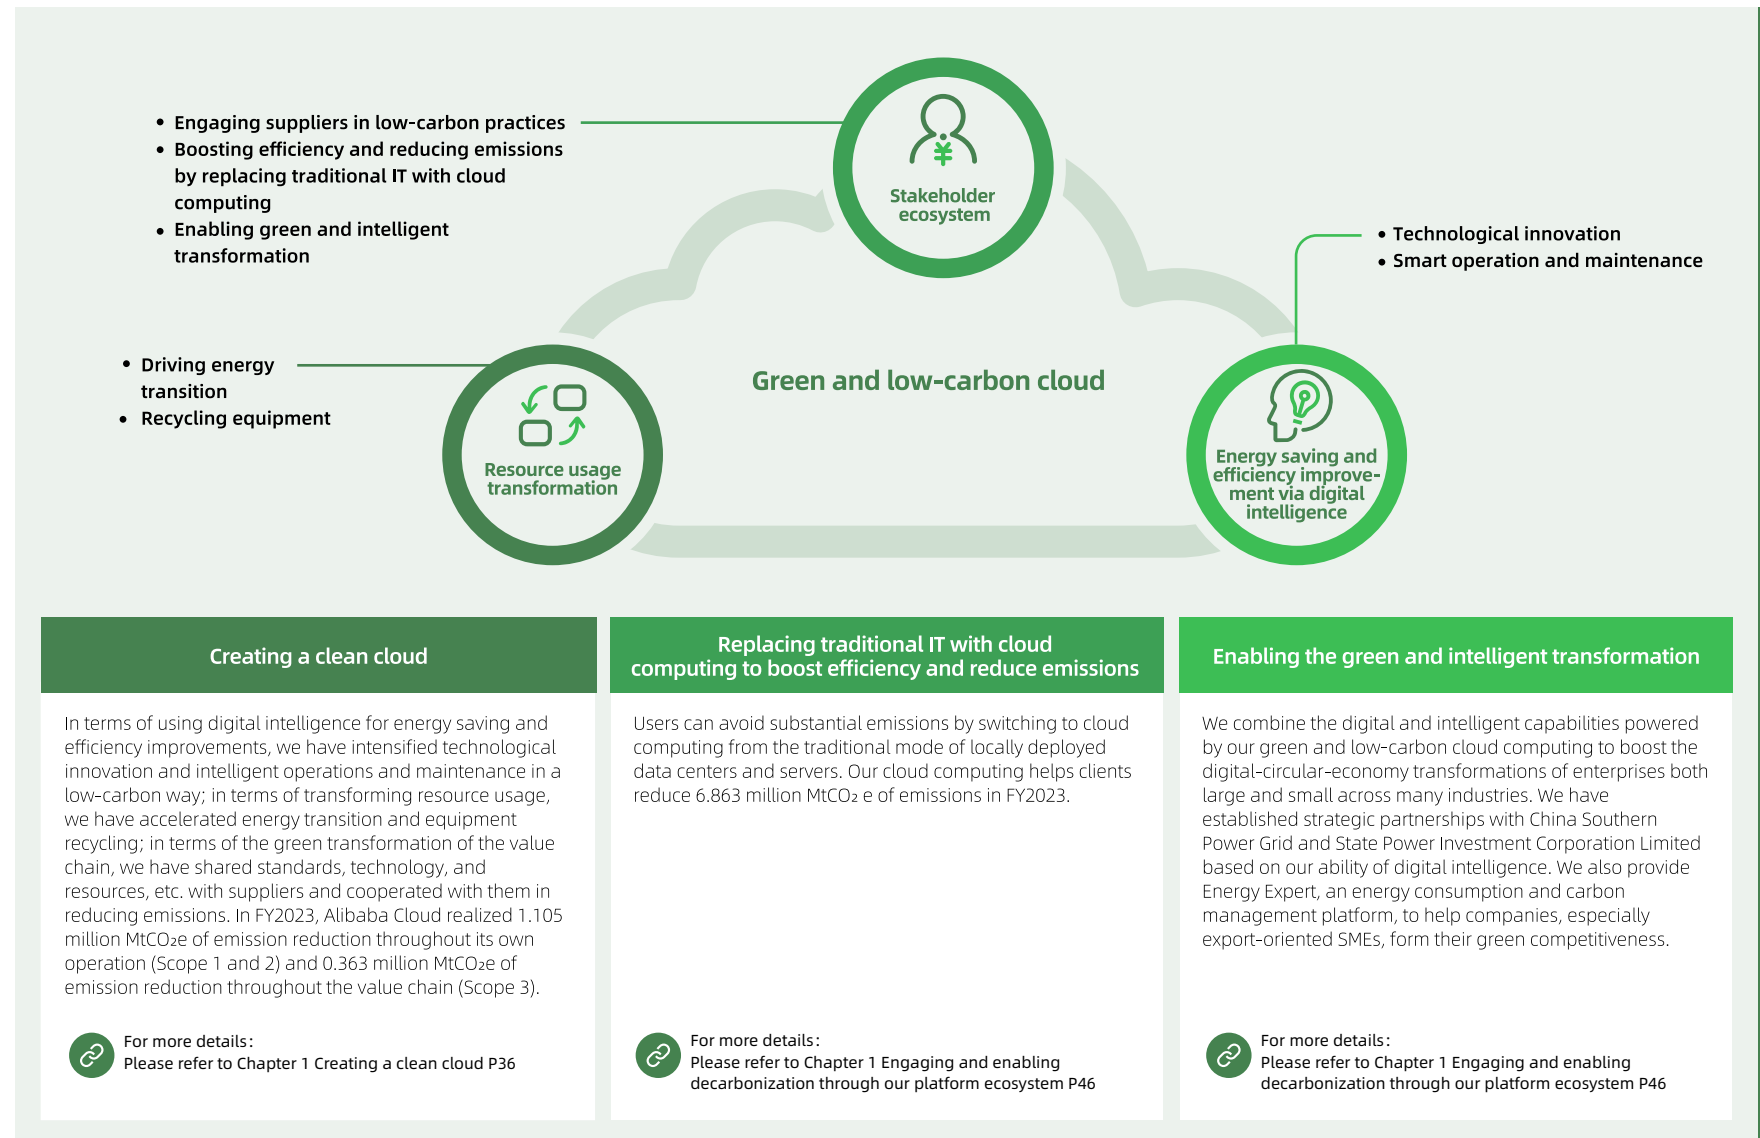 • Engaging suppliers in low-carbon practices
• Boosting efficiency and reducing emissions
by replacing traditional IT with cloud
computing
• Enabling green and intelligent
transformation
Stakeholder
ecosystem
• Technological innovation
• Smart operation and maintenance
• Driving energy
transition
• Recycling equipment
Resource usage
transformation
Green and low-carbon cloud
Energy saving and
efficiency improve-
ment via digital
intelligence
Creating a clean cloud
In terms of using digital intelligence for energy saving and
efficiency improvements, we have intensified technological
innovation and intelligent operations and maintenance in a
low-carbon way; in terms of transforming resource usage,
we have accelerated energy transition and equipment
recycling; in terms of the green transformation of the value
chain, we have shared standards, technology, and
resources, etc. with suppliers and cooperated with them in
reducing emissions. In FY2023, Alibaba Cloud realized 1.105
million MtCO₂e of emission reduction throughout its own
operation (Scope 1 and 2) and 0.363 million MtCO₂e of
emission reduction throughout the value chain (Scope 3).
For more details:
Please refer to Chapter 1 Creating a clean cloud P36
Replacing traditional IT with cloud
computing to boost efficiency and reduce emissions
Users can avoid substantial emissions by switching to cloud
computing from the traditional mode of locally deployed
data centers and servers. Our cloud computing helps clients
reduce 6.863 million MtCO₂ e of emissions in FY2023.
For more details:
Please refer to Chapter 1 Engaging and enabling
decarbonization through our platform ecosystem P46
Enabling the green and intelligent transformation
We combine the digital and intelligent capabilities powered
by our green and low-carbon cloud computing to boost the
digital-circular-economy transformations of enterprises both
large and small across many industries. We have
established strategic partnerships with China Southern
Power Grid and State Power Investment Corporation Limited
based on our ability of digital intelligence. We also provide
Energy Expert, an energy consumption and carbon
management platform, to help companies, especially
export-oriented SMEs, form their green competitiveness.
For more details:
Please refer to Chapter 1 Engaging and enabling
decarbonization through our platform ecosystem P46